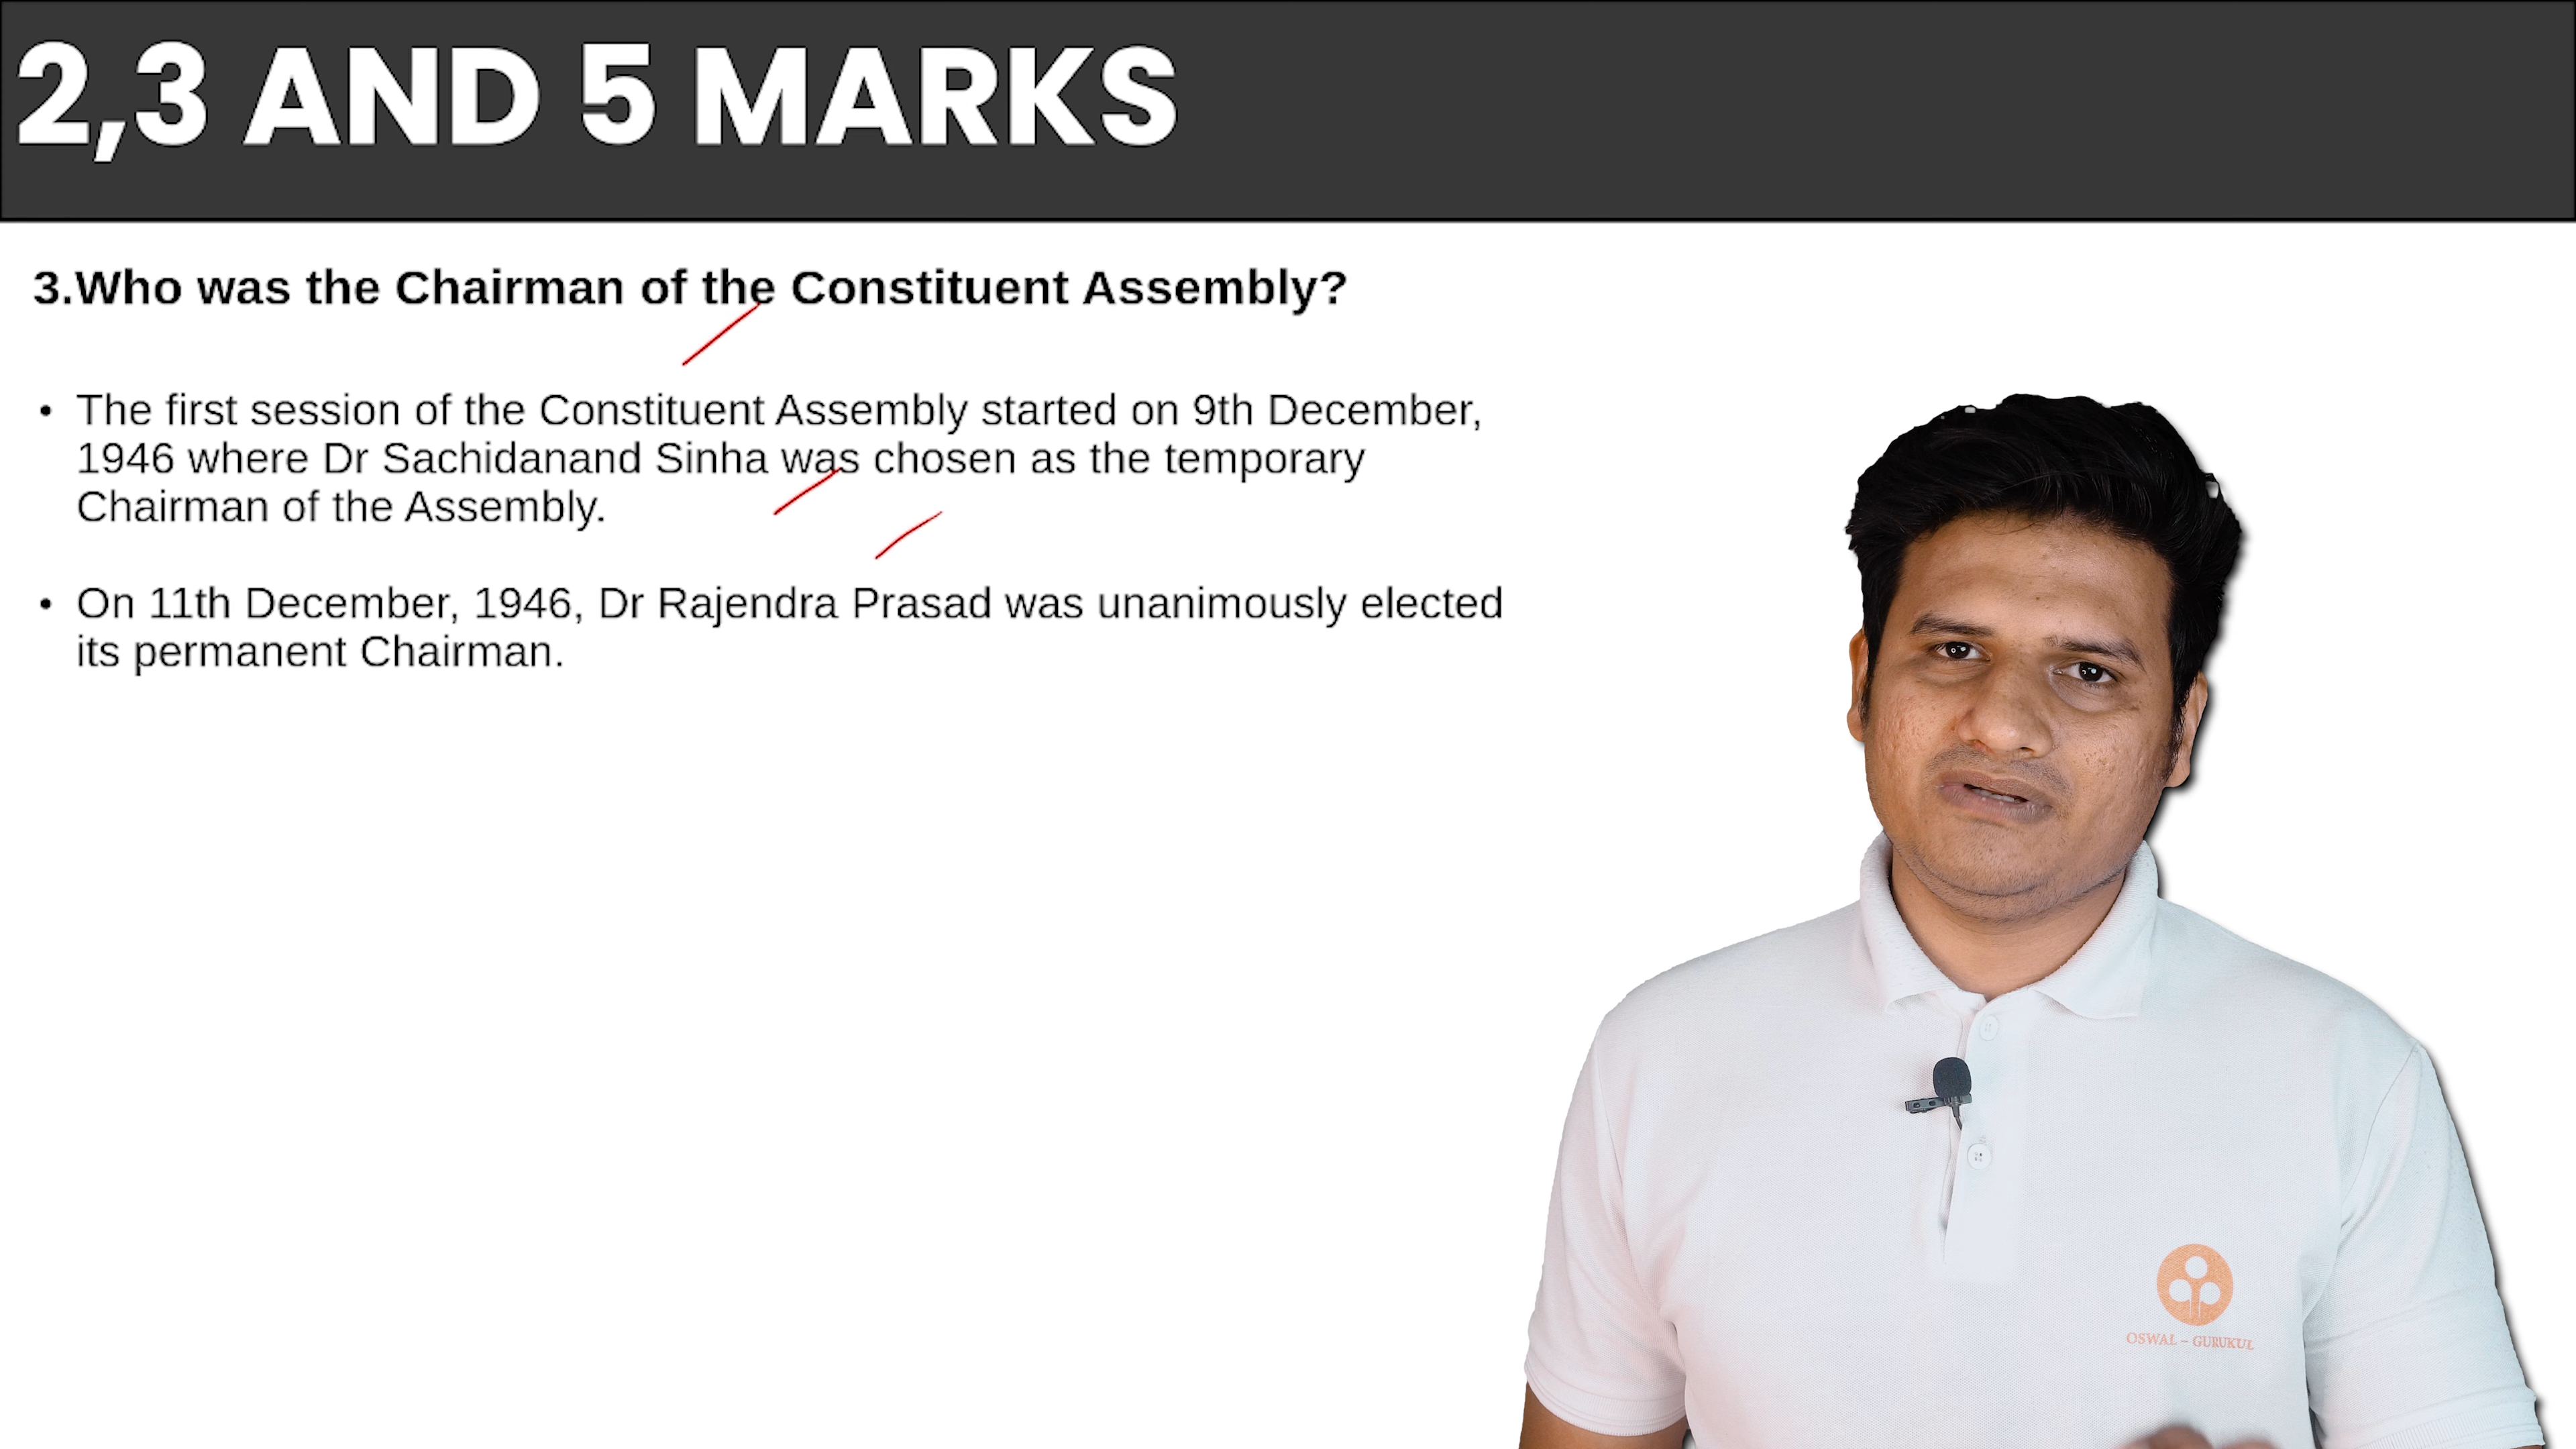 2,3 AND 5 MARKS
3.Who was the Chairman of the Constituent Assembly?
• The first session of the Constituent Assembly started on 9th December,
1946 where Dr Sachidanand Sinha was chosen as the temporary
Chairman of the Assembly.
• On 11th December, 1946, Dr Rajendra Prasad was unanimously elected
its permanent Chairman.
OSWAL – GURUKUL